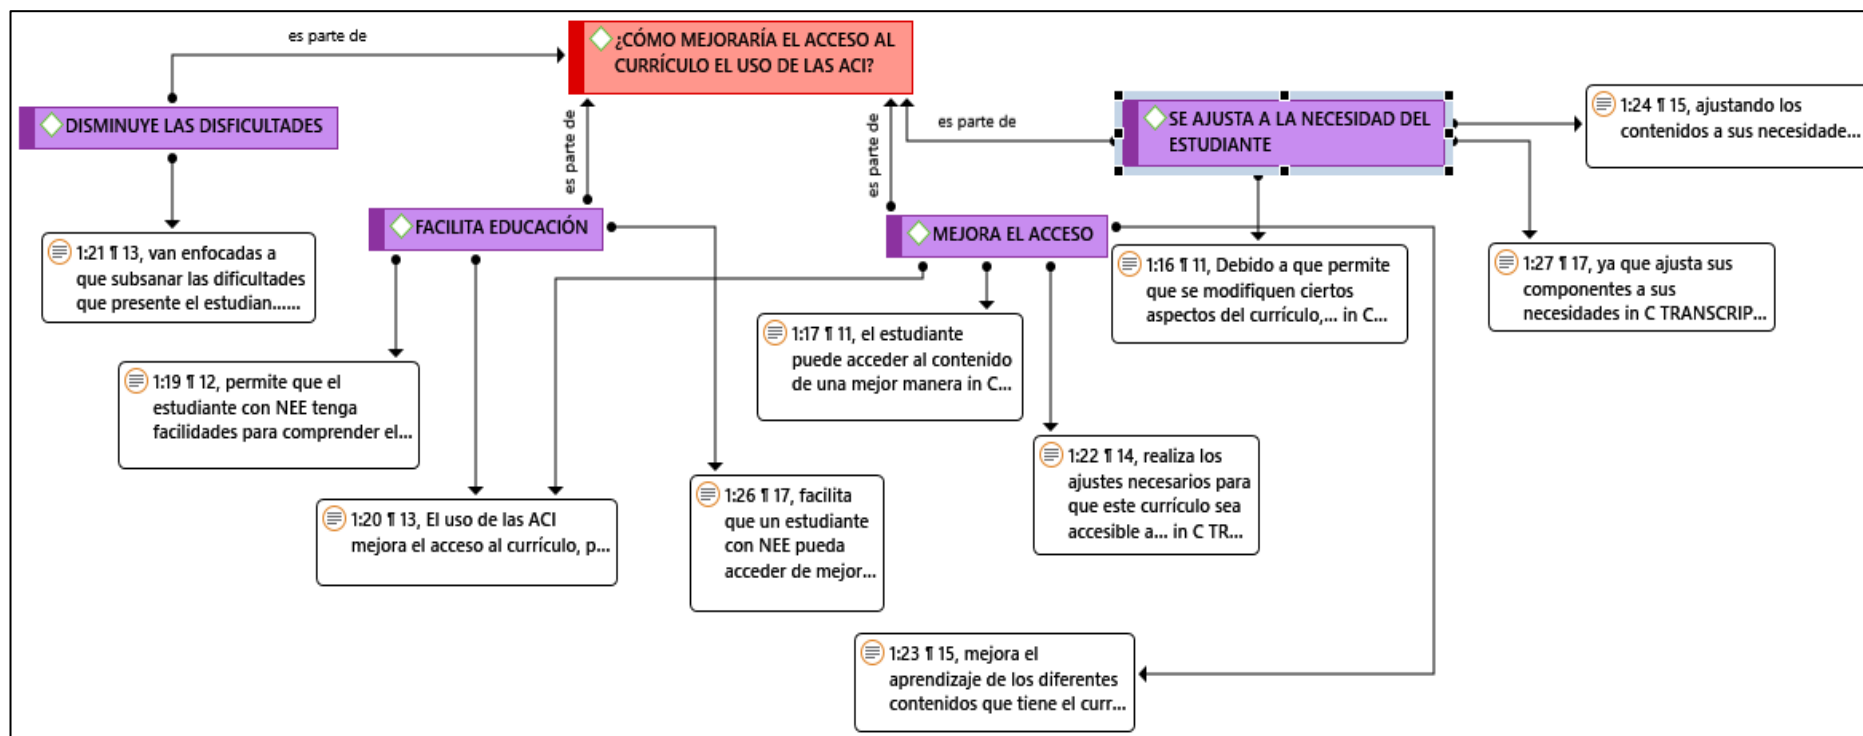 es parte de
¿CÓMO MEJORARÍA EL ACCESO AL
CURRÍCULO EL USO DE LAS ACI?
DISMINUYE LAS DISFICULTADES
es parte de
es parte de
es parte de
SE AJUSTA A LA NECESIDAD DEL
ESTUDIANTE
1:24 ¶ 15, ajustando los
contenidos a sus necesidade...
FACILITA EDUCACIÓN
MEJORA EL ACCESO
1:21 ¶ 13, van enfocadas a
que subsanar las dificultades
que presente el estudian......
1:16 ¶ 11, Debido a que permite
que se modifiquen ciertos
aspectos del currículo,... in C...
1:27 ¶ 17, ya que ajusta sus
componentes a sus
necesidades in C TRANSCRIP...
1:17 ¶ 11, el estudiante
puede acceder al contenido
de una mejor manera in C...
1:19 ¶ 12, permite que el
estudiante con NEE tenga
facilidades para comprender el...
1:22 ¶ 14, realiza los
ajustes necesarios para
que este currículo sea
accesible a... in C TR...
1:20 ¶ 13, El uso de las ACI
mejora el acceso al currículo, p...
1:26 ¶ 17, facilita
que un estudiante
con NEE pueda
acceder de mejor...
1:23 ¶ 15, mejora el
aprendizaje de los diferentes
contenidos que tiene el curr...